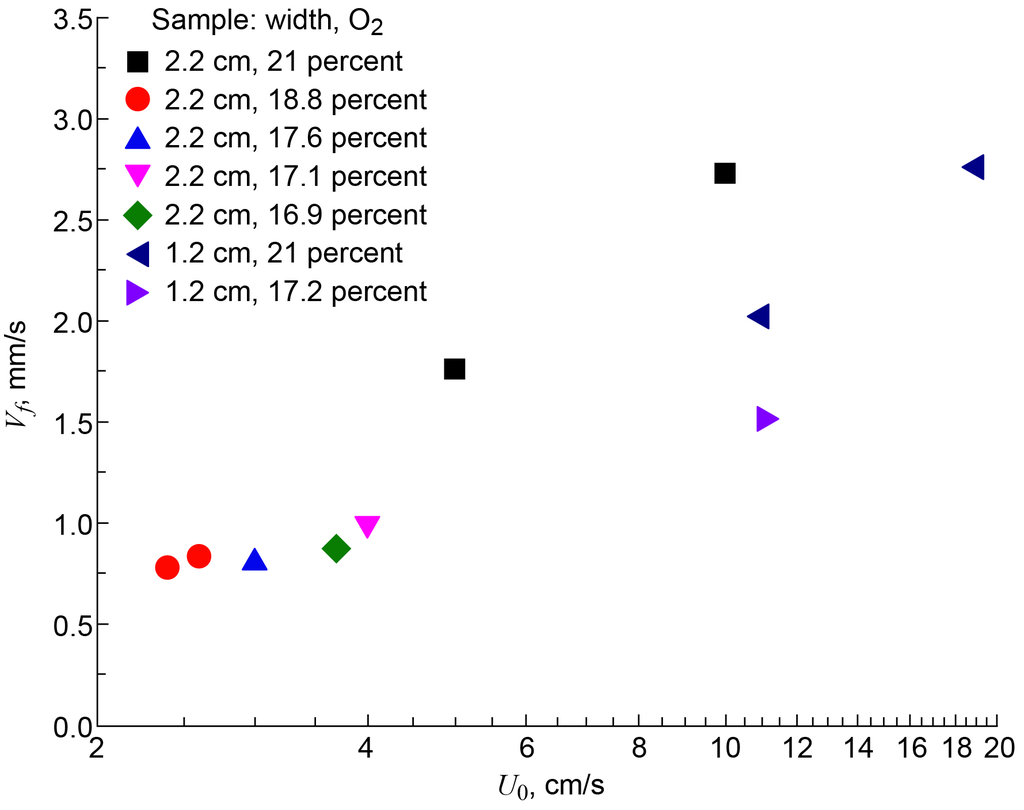 Sample: width, O2
2.2 cm, 21 percent
2.2 cm, 18.8 percent
2.2 cm, 17.6 percent
2.2 cm, 17.1 percent
2.2 cm, 16.9 percent
1.2 cm, 21 percent
1.2 cm, 17.2 percent
3.5
3.0
2.5
2.0
1.5
1.0
0.5
0.0
Vf, mm/s
2 4 6 8 10 12 14 16 18 20
U0, cm/s